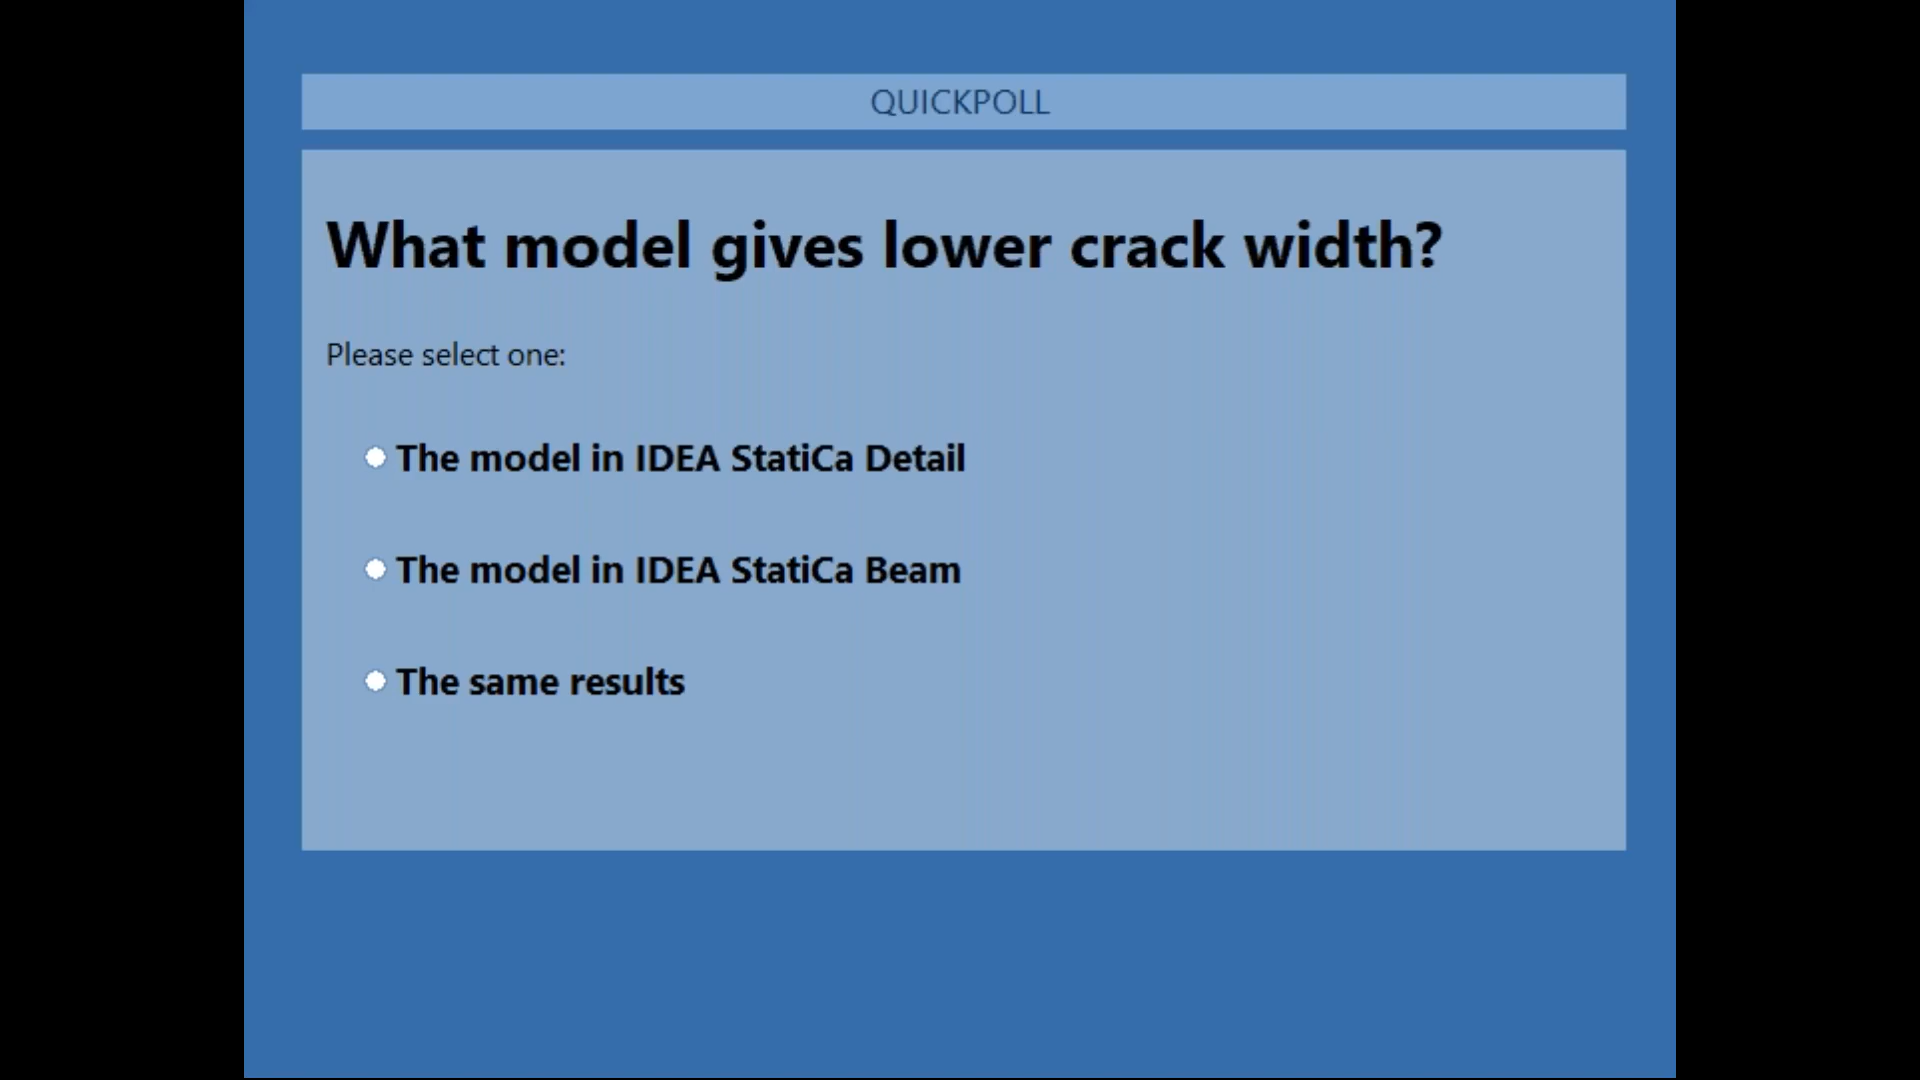 QUICKPOLL
What model gives lower crack width?
Please select one:
The model in IDEA StatiCa Detail
The model in IDEA StatiCa Beam
The same results